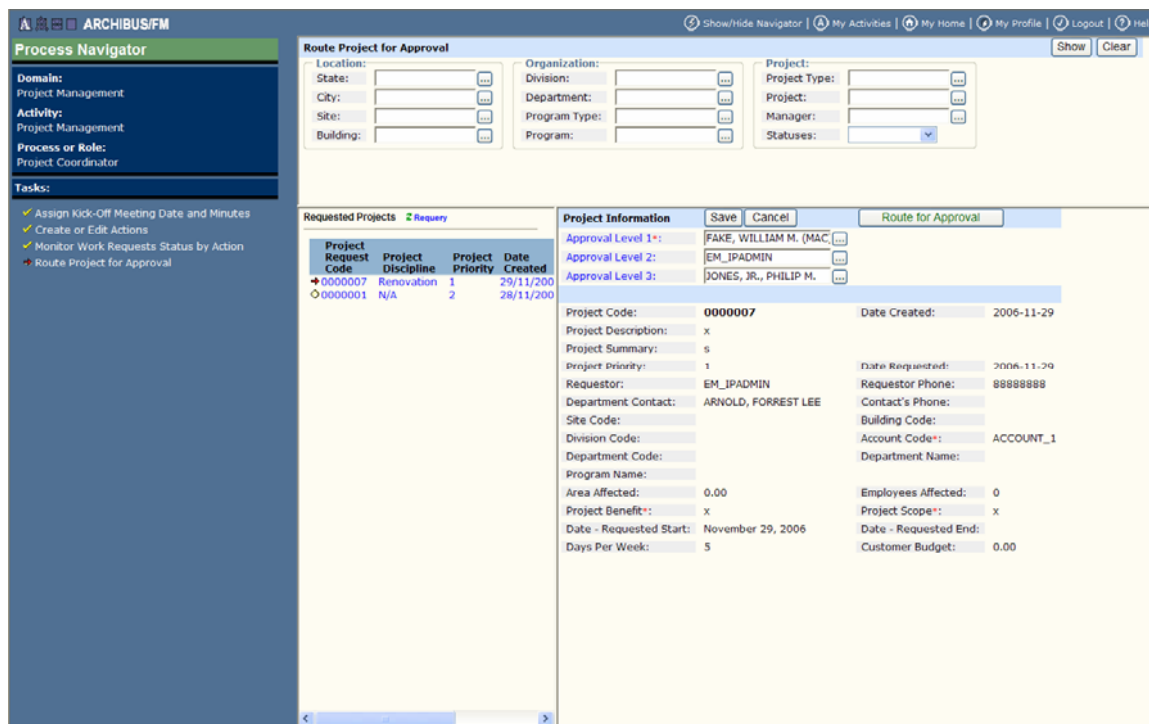 ARCHIBUS/FM
Show/Hide Navigator | My Activities | My Home | My Profile | Logout | Hel
Process Navigator
Domain:
Project Management
Activity:
Project Management
Process or Role:
Project Coordinator
Tasks:
Assign Kick-Off Meeting Date and Minutes
Create or Edit Actions
Monitor Work Requests Status by Action
Route Project for Approval
Route Project for Approval Show Clear
Location: Organization: Project:
State: ... Division: ... Project Type: ...
City: ... Department: ... Project: ...
Site: ... Program Type: ... Manager: ...
Building: ... Program: ... Statuses:
Requested Projects Requery
Project Request Code Project Discipline Project Priority Date Created
0000007 Renovation 1 29/11/200
0000001 N/A 2 28/11/200
Project Information Save Cancel Route for Approval
Approval Level 1*: FAKE, WILLIAM M. (MAC ...
Approval Level 2: EM_IPADMIN ...
Approval Level 3: JONES, JR., PHILIP M. ...
Project Code: 0000007 Date Created: 2006-11-29
Project Description: x
Project Summary: s
Project Priority: 1 Date Requested: 2006-11-29
Requestor: EM_IPADMIN Requestor Phone: 88888888
Department Contact: ARNOLD, FORREST LEE Contact's Phone:
Site Code: Building Code:
Division Code: Account Code*: ACCOUNT_1
Department Code: Department Name:
Program Name:
Area Affected: 0.00 Employees Affected: 0
Project Benefit*: x Project Scope*: x
Date - Requested Start: November 29, 2006 Date - Requested End:
Days Per Week: 5 Customer Budget: 0.00